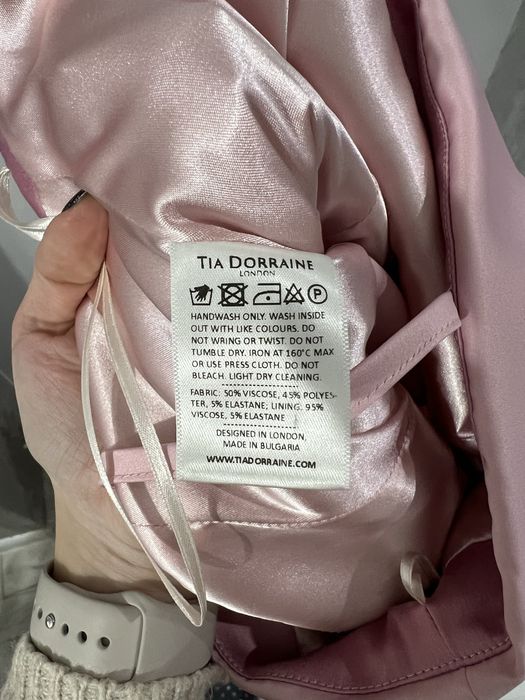 TIA DORRAINE
LONDON
P
HANDWASH ONLY. WASH INSIDE
OUT WITH LIKE COLOURS. DO
NOT WRING OR TWIST. DO NOT
TUMBLE DRY. IRON AT 160°C MAX
OR USE PRESS CLOTH. DO NOT
BLEACH. LIGHT DRY CLEANING.
FABRIC: 50% VISCOSE, 45% POLYES-
TER, 5% ELASTANE; LINING: 95%
VISCOSE, 5% ELASTANE
DESIGNED IN LONDON,
MADE IN BULGARIA
WWW.TIADORRAINE.COM